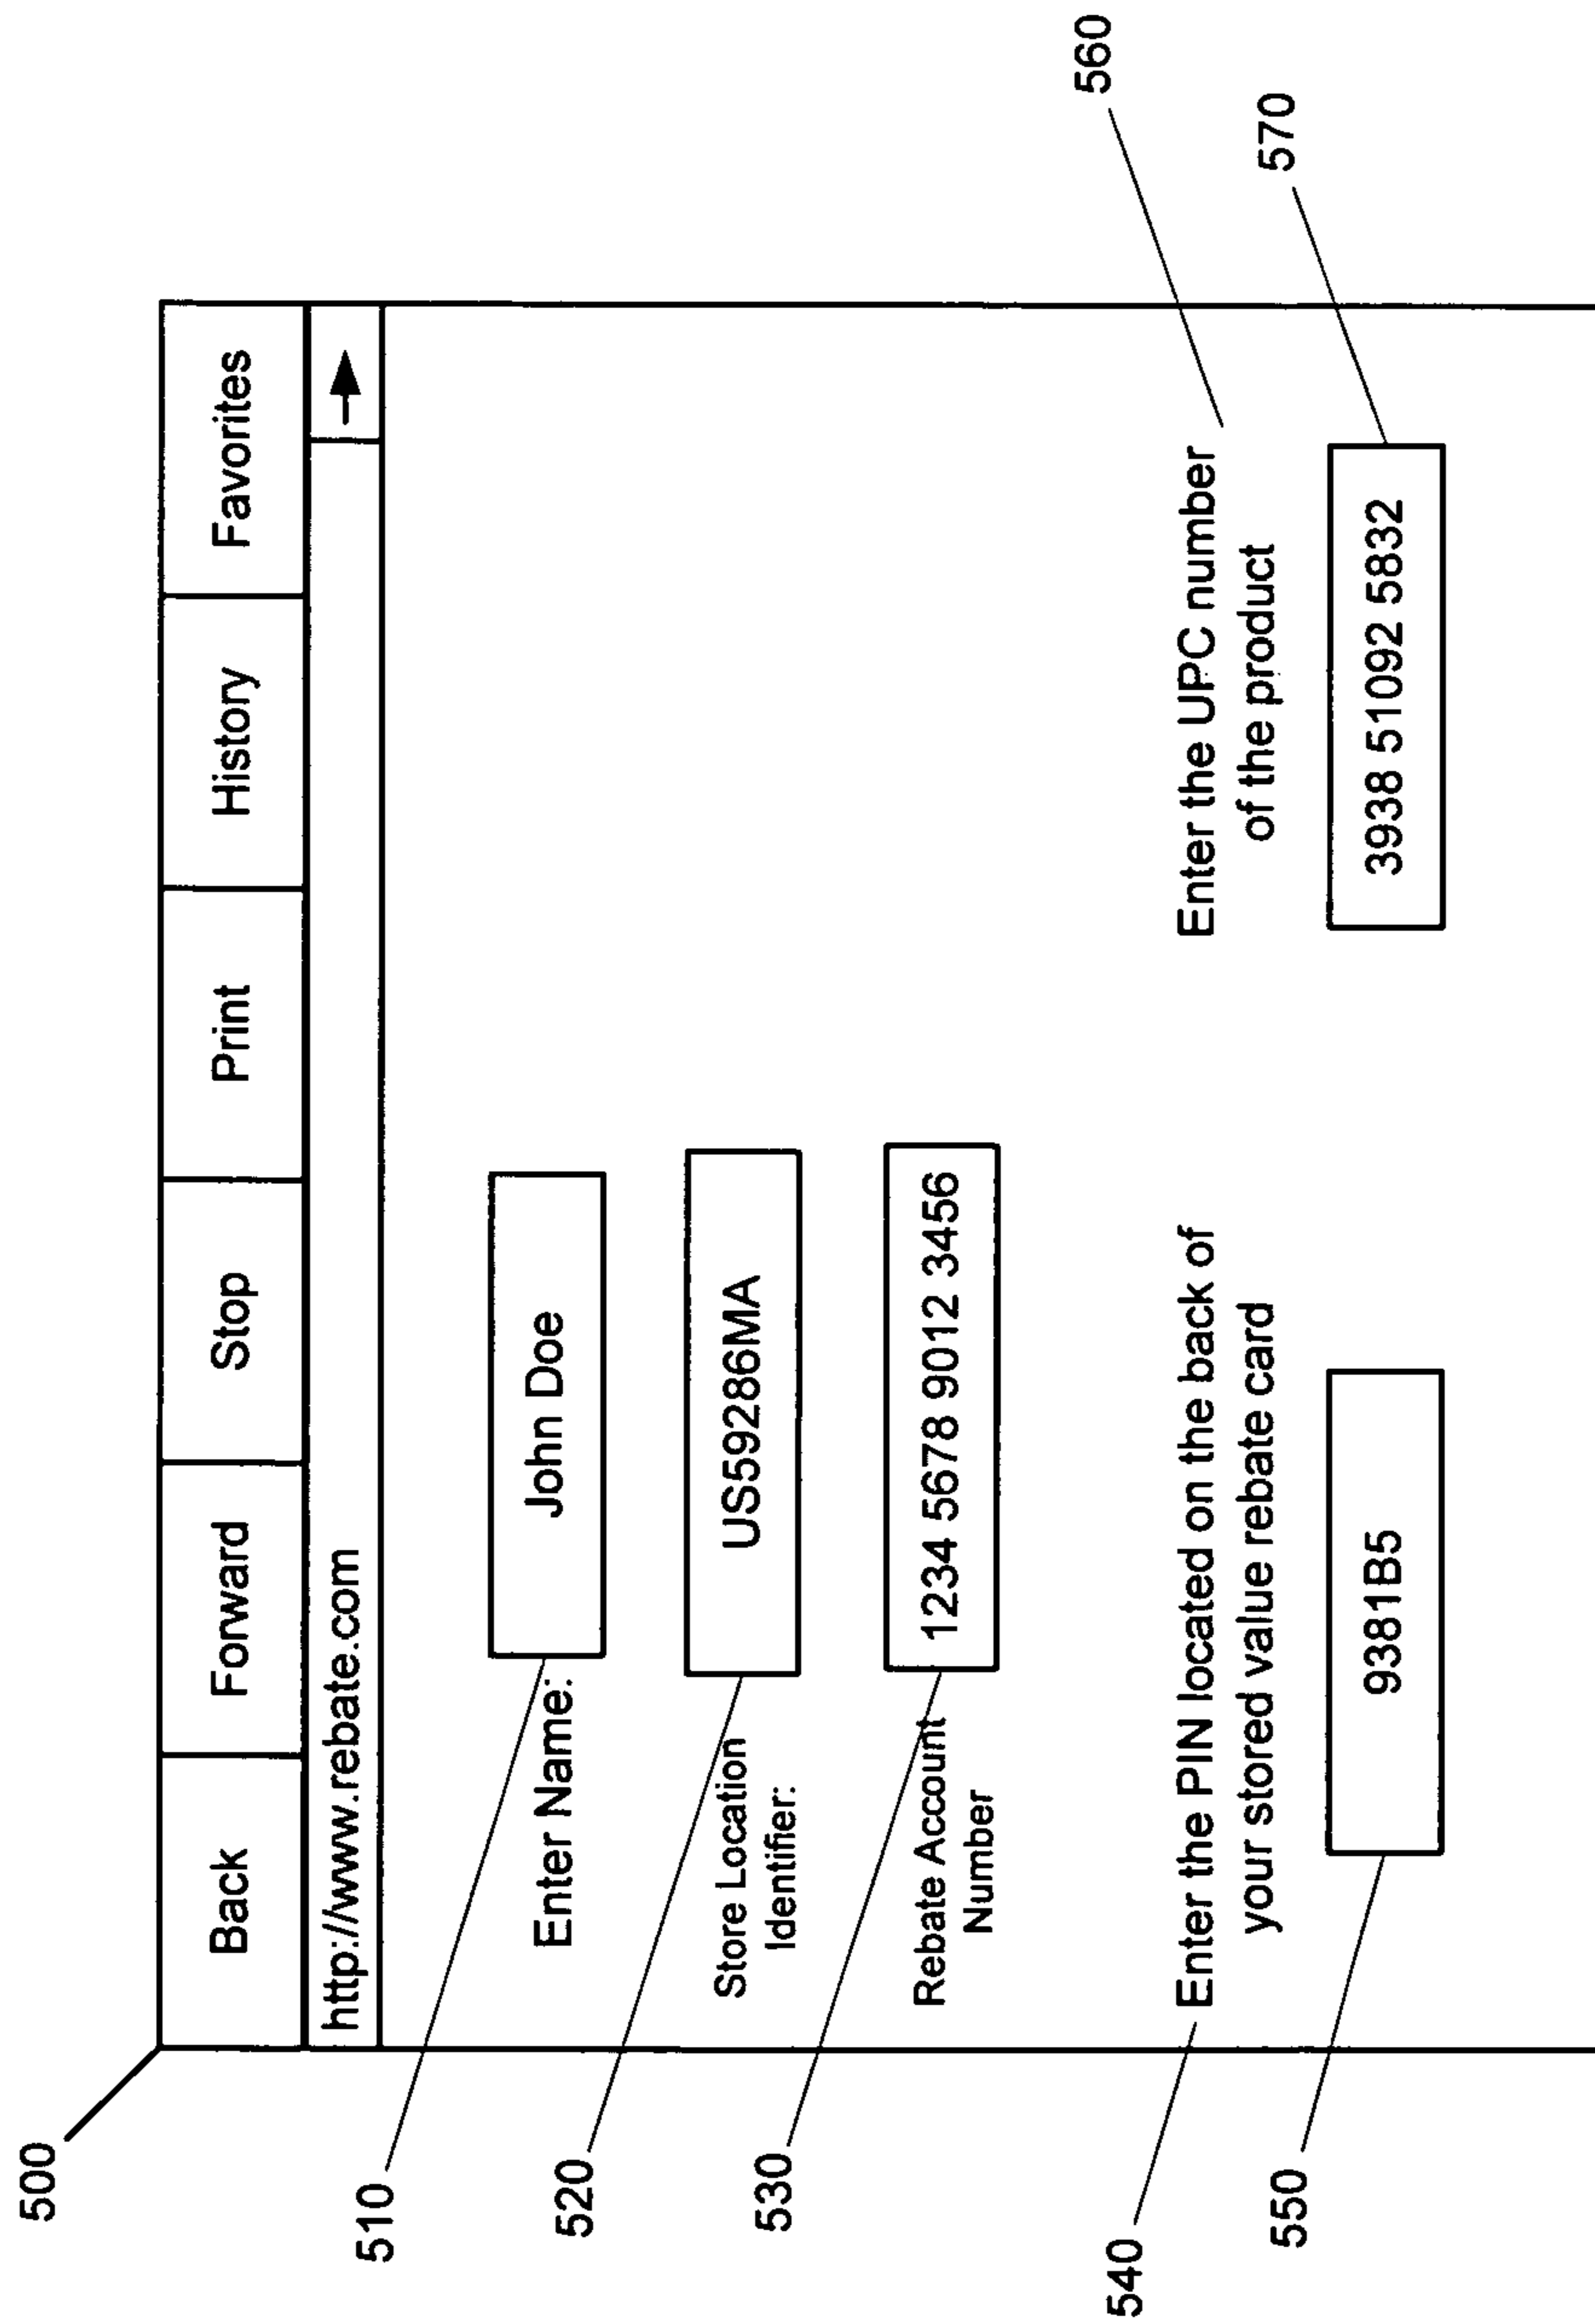 500
Back Forward Stop Print History Favorites
http://www.rebate.com
510
Enter Name: John Doe
520
Store Location
Identifier:
US59286MA
530
Rebate Account
Number
1234 5678 9012 3456
540
Enter the PIN located on the back of
your stored value rebate card
550
9381B5
560
Enter the UPC number
of the product
570
3938 51092 5832